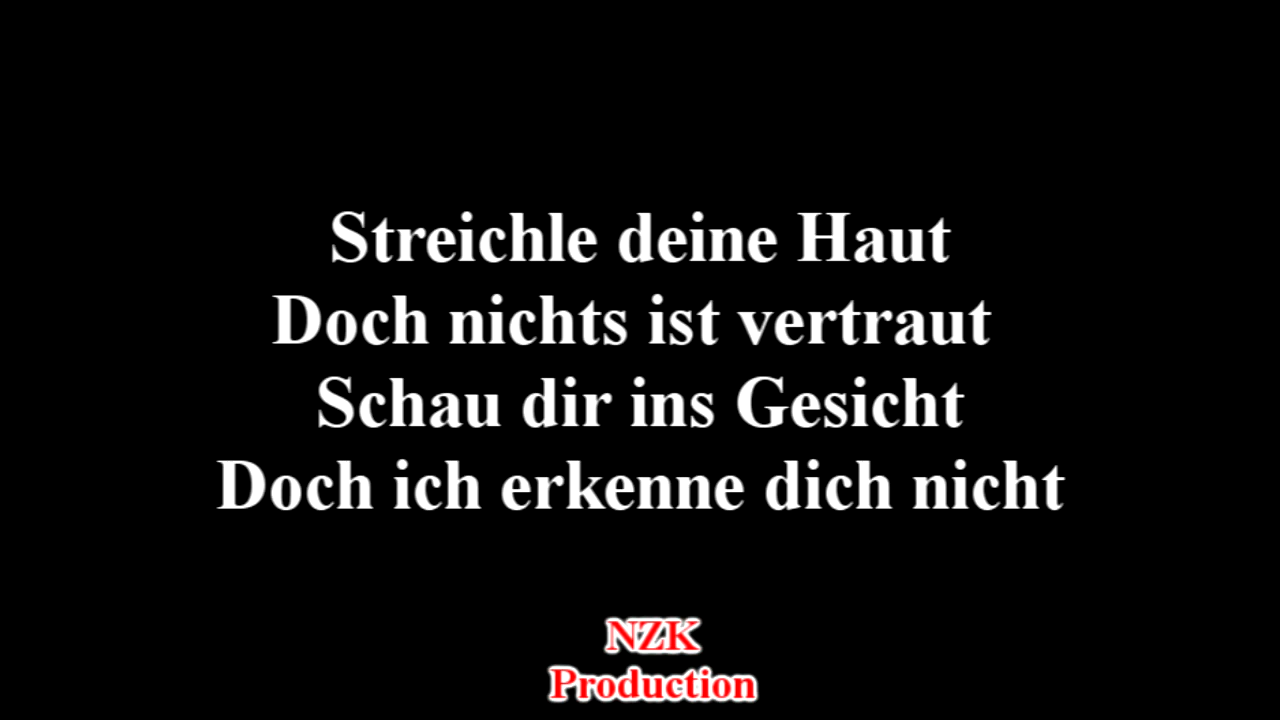 Streichle deine Haut
Doch nichts ist vertraut
Schau dir ins Gesicht
Doch ich erkenne dich nicht
NZK
Production